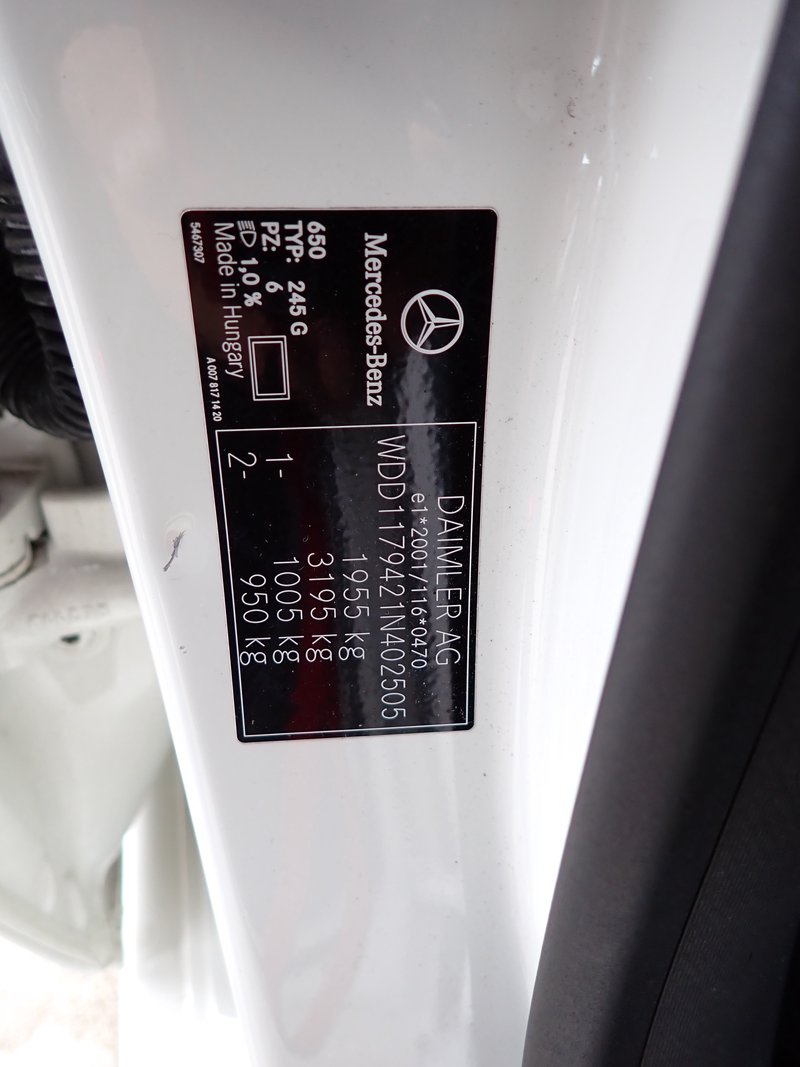 Mercedes-Benz
650
TYP: 245 G
PZ: 6
1,0 %
Made in Hungary
5467307
A 007 817 14 20
DAIMLER AG
e1*2001/116*0470
WDD1179421N402505
1955 kg
3195 kg
1- 1005 kg
2- 950 kg